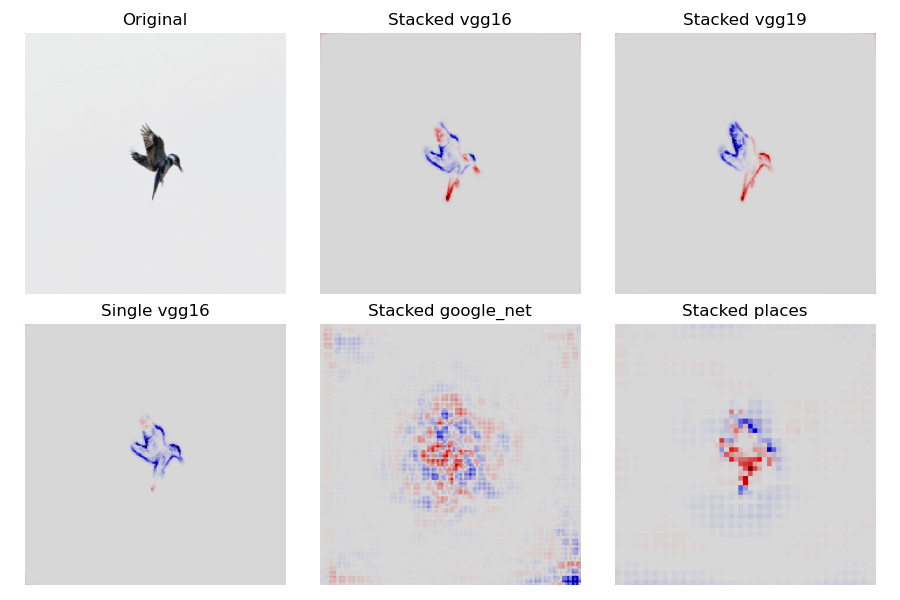 Original
Stacked vgg16
Stacked vgg19
Single vgg16
Stacked google_net
Stacked places